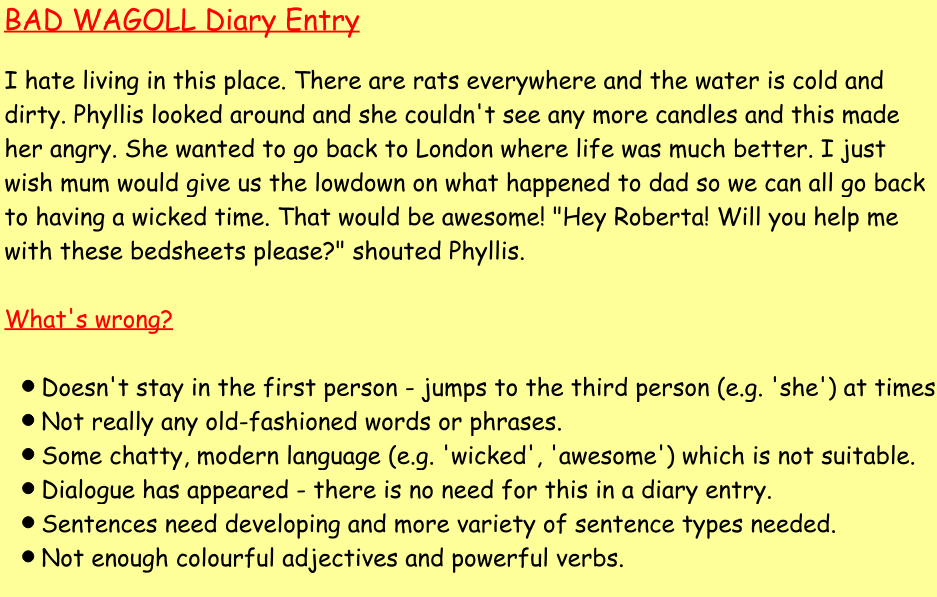 BAD WAGOLL Diary Entry
I hate living in this place. There are rats everywhere and the water is cold and
dirty. Phyllis looked around and she couldn't see any more candles and this made
her angry. She wanted to go back to London where life was much better. I just
wish mum would give us the lowdown on what happened to dad so we can all go back
to having a wicked time. That would be awesome! "Hey Roberta! Will you help me
with these bedsheets please?" shouted Phyllis.
What's wrong?
● Doesn't stay in the first person - jumps to the third person (e.g. 'she') at times
● Not really any old-fashioned words or phrases.
● Some chatty, modern language (e.g. 'wicked', 'awesome') which is not suitable.
● Dialogue has appeared - there is no need for this in a diary entry.
● Sentences need developing and more variety of sentence types needed.
● Not enough colourful adjectives and powerful verbs.